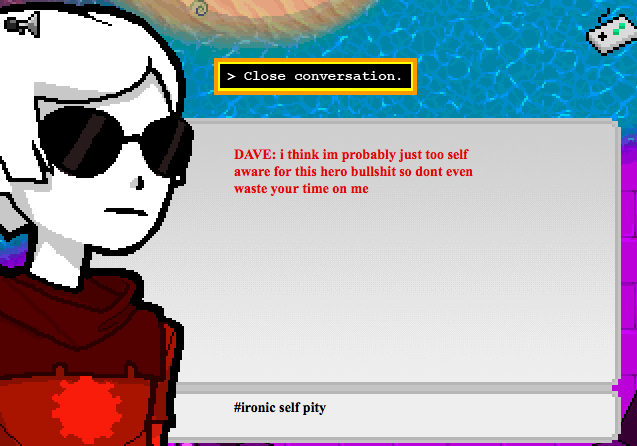 > Close conversation.
DAVE: i think im probably just too self
aware for this hero bullshit so dont even
waste your time on me
#ironic self pity